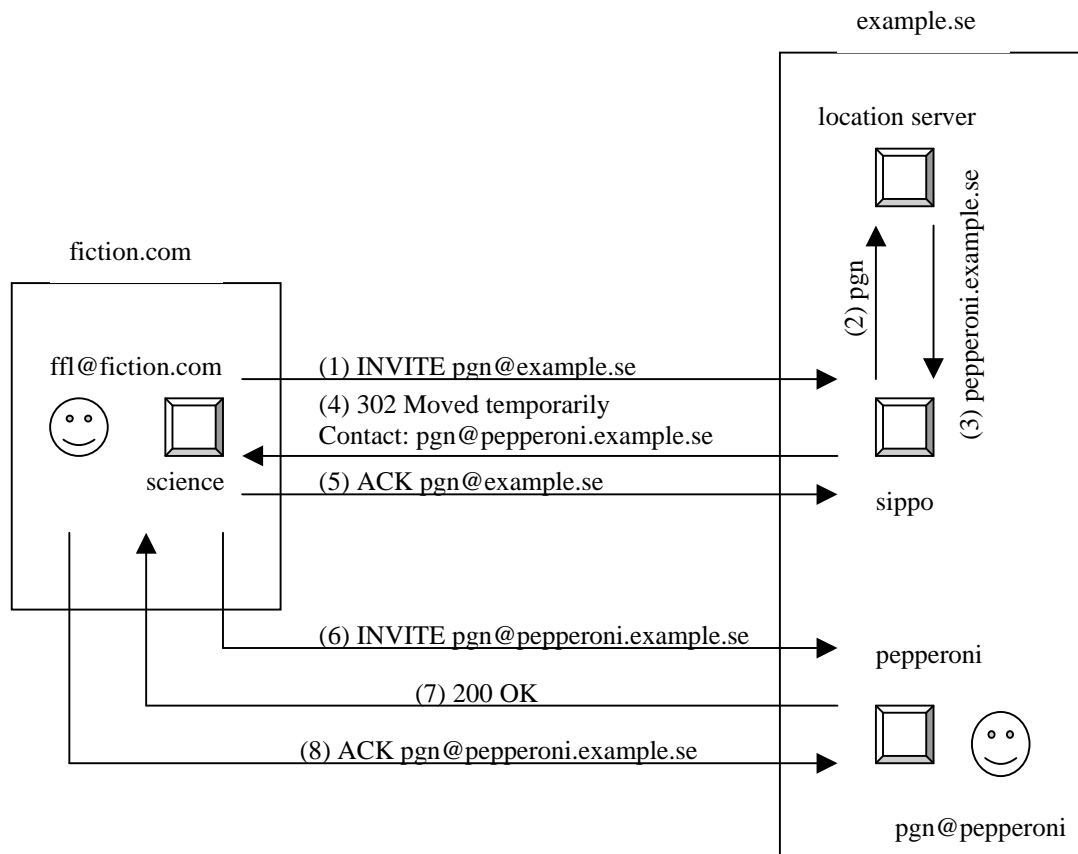 example.se
location server
(2) pgn
(3) pepperoni.example.se
fiction.com
ffl@fiction.com
science
(1) INVITE pgn@example.se
(4) 302 Moved temporarily
Contact: pgn@pepperoni.example.se
(5) ACK pgn@example.se
sippo
(6) INVITE pgn@pepperoni.example.se
pepperoni
(7) 200 OK
(8) ACK pgn@pepperoni.example.se
pgn@pepperoni